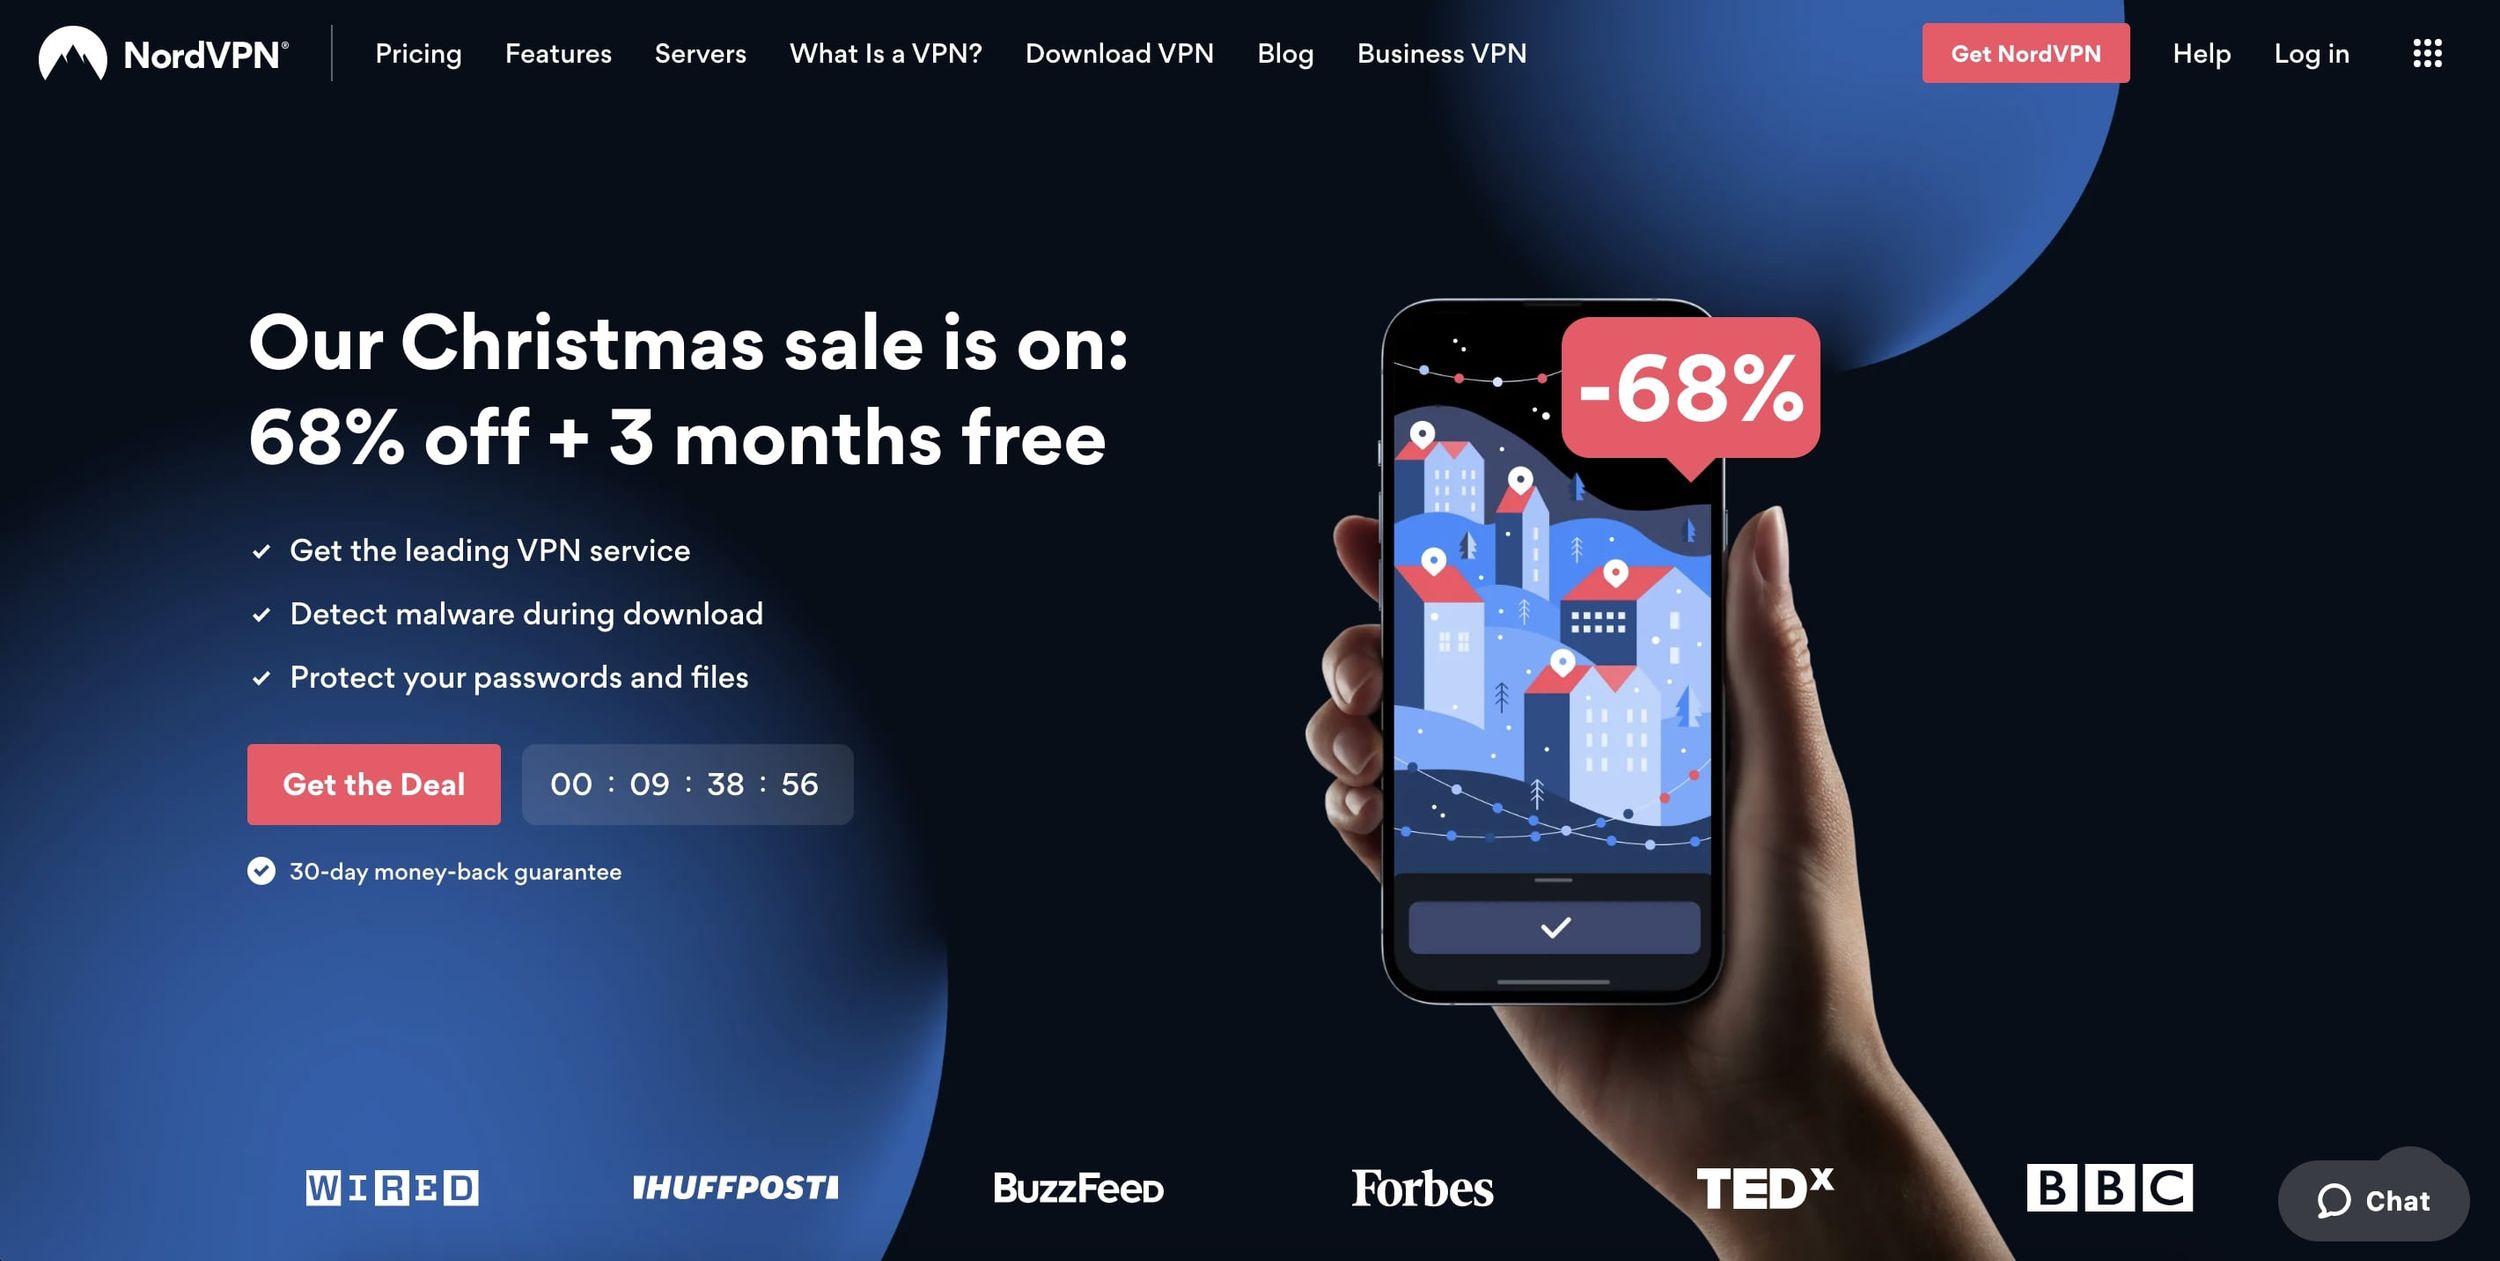 NordVPN®
Pricing
Features
Servers
What Is a VPN?
Download VPN
Blog
Business VPN
Get NordVPN
Help
Log in
Our Christmas sale is on:
68% off + 3 months free
Get the leading VPN service
Detect malware during download
Protect your passwords and files
Get the Deal
00 : 09 : 38 : 56
30-day money-back guarantee
-68%
WIRED
HUFFPOST
BuzzFeed
Forbes
TEDx
BBC
Chat